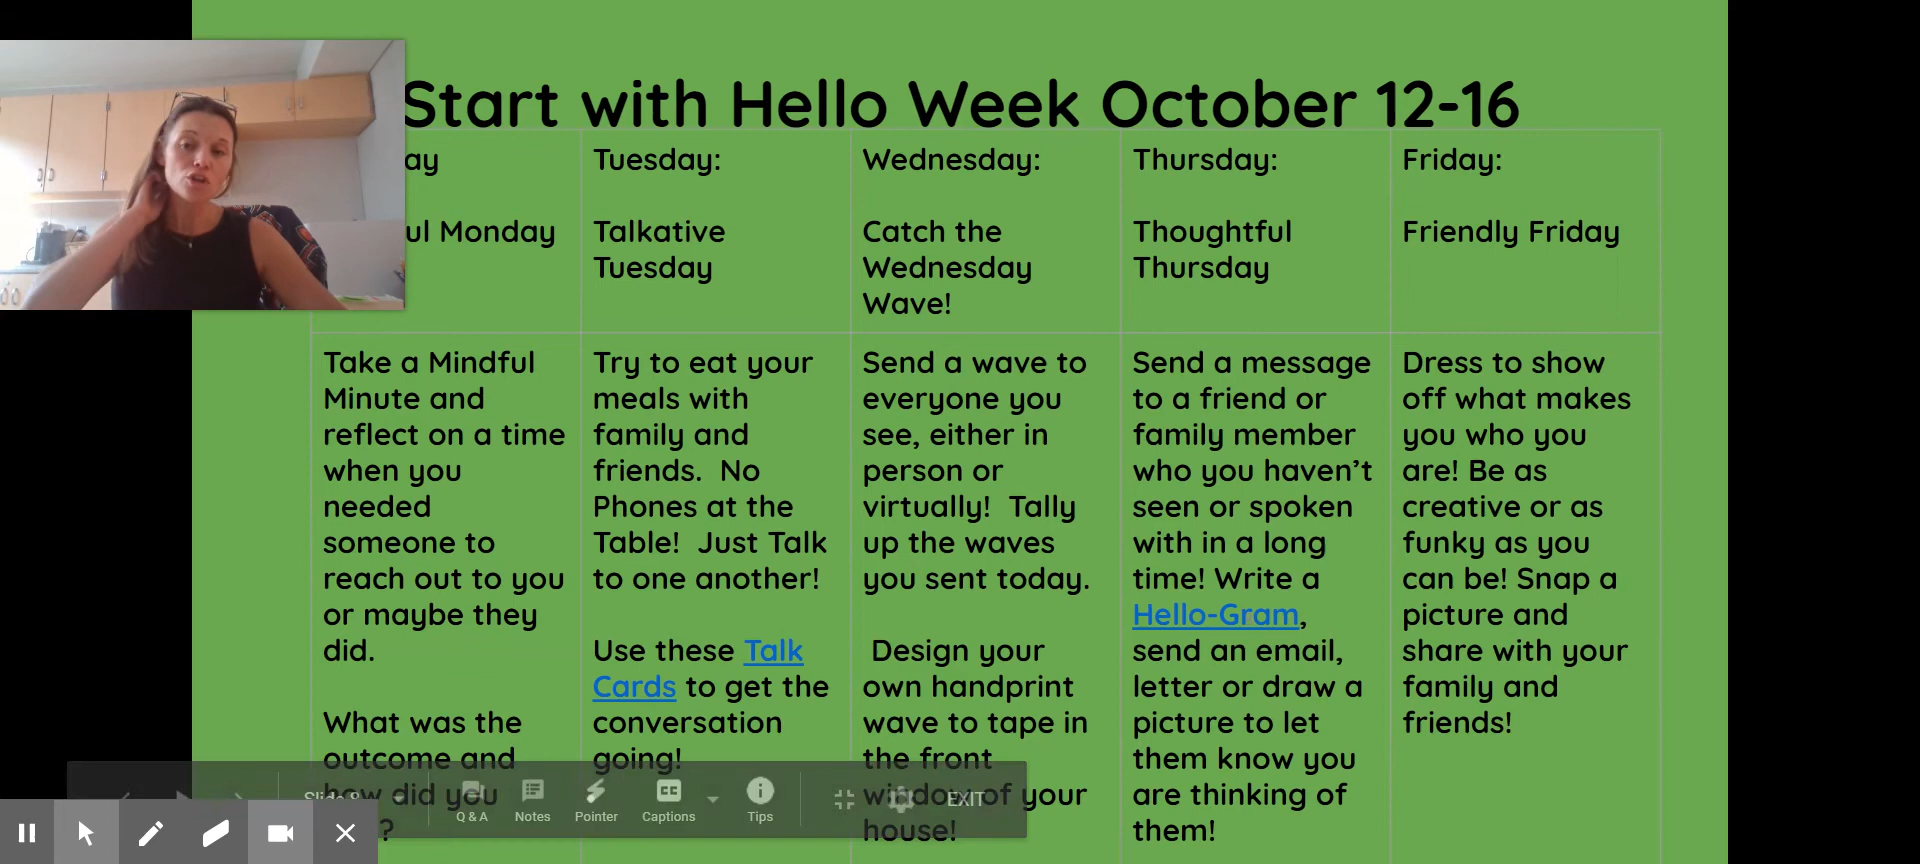 Start with Hello Week October 12-16
ay
ul Monday
Tuesday:
Talkative
Tuesday
Wednesday:
Catch the
Wednesday
Wave!
Thursday:
Thoughtful
Thursday
Friday:
Friendly Friday
Take a Mindful
Minute and
reflect on a time
when you
needed
someone to
reach out to you
or maybe they
did.
What was the
outcome and
how did you
?
Try to eat your
meals with
family and
friends.  No
Phones at the
Table!  Just Talk
to one another!
Use these Talk
Cards to get the
conversation
going!
Send a wave to
everyone you
see, either in
person or
virtually!  Tally
up the waves
you sent today.
Design your
own handprint
wave to tape in
the front
window of your
house!
Send a message
to a friend or
family member
who you haven’t
seen or spoken
with in a long
time! Write a
Hello-Gram,
send an email,
letter or draw a
picture to let
them know you
are thinking of
them!
Dress to show
off what makes
you who you
are! Be as
creative or as
funky as you
can be! Snap a
picture and
share with your
family and
friends!
Slide 8
Q & A
Notes
Pointer
CC
Captions
Tips
EXIT